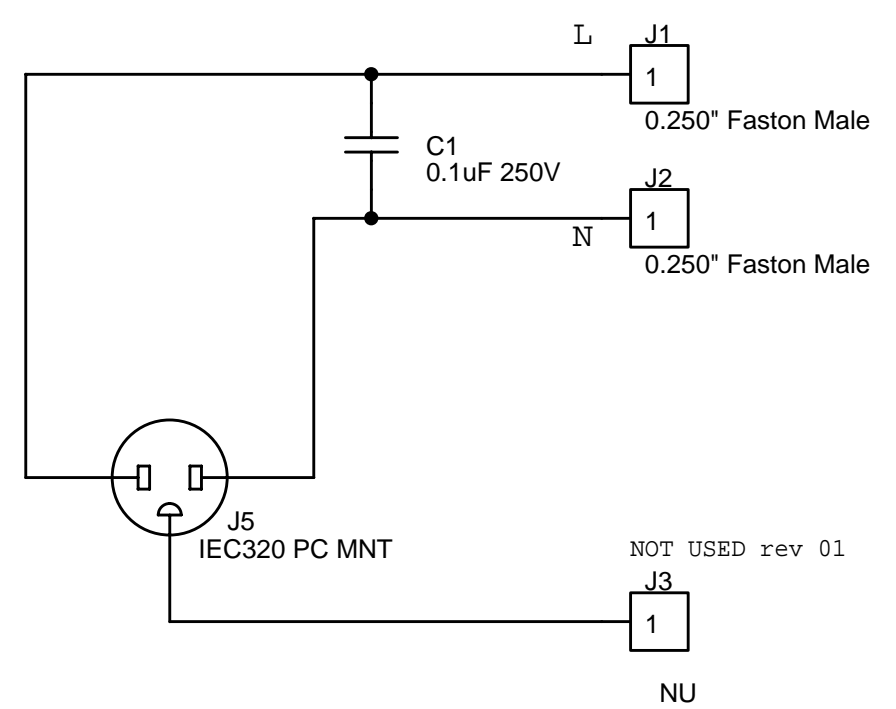 L
J1
1
0.250" Faston Male
C1
0.1uF 250V
J2
1
N
0.250" Faston Male
J5
IEC320 PC MNT
NOT USED rev 01
J3
1
NU